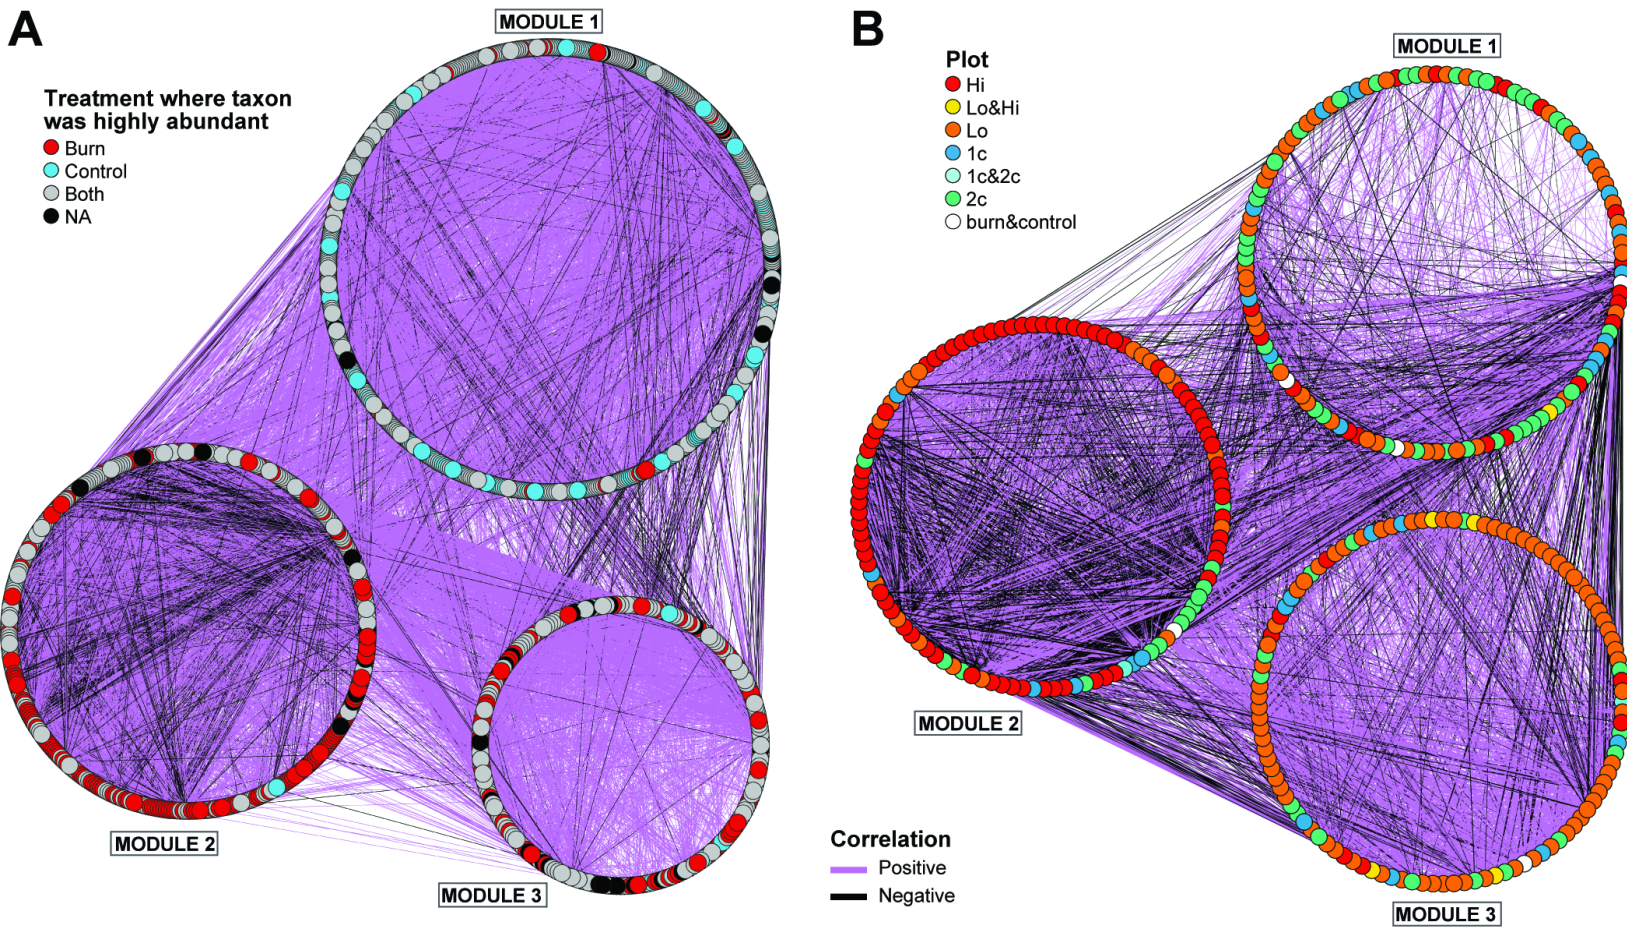 A
MODULE 1
Treatment where taxon
was highly abundant
Burn
Control
Both
NA
MODULE 2
MODULE 3
B
MODULE 1
Plot
Hi
Lo&Hi
Lo
1c
1c&2c
2c
burn&control
MODULE 2
Correlation
Positive
Negative
MODULE 3